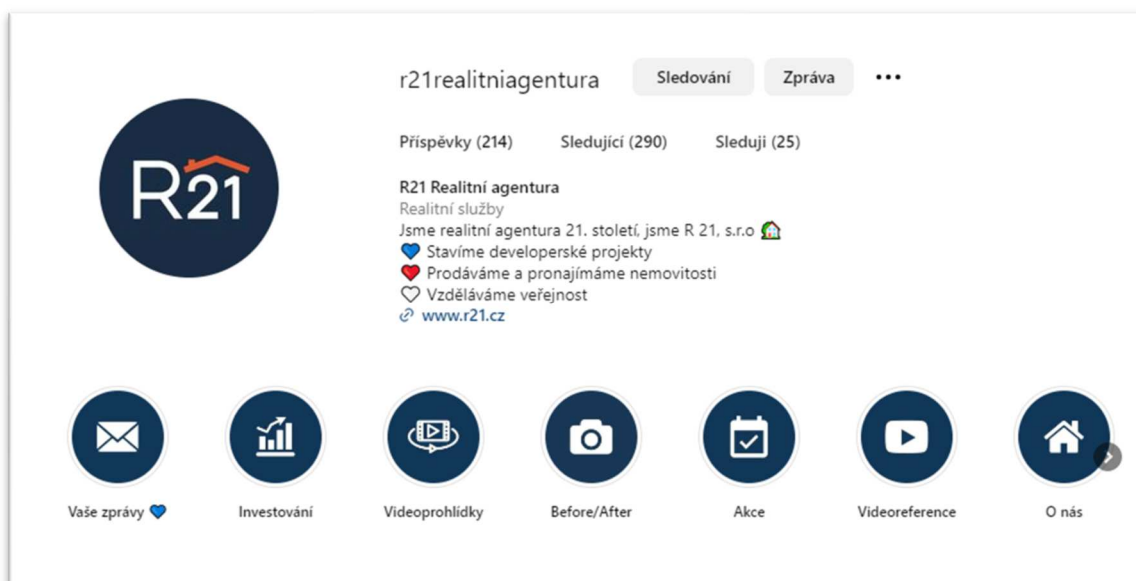 r21realitniagentura Sledování Zpráva
Příspěvky (214) Sledující (290) Sleduji (25)
R21
R21 Realitní agentura
Realitní služby
Jsme realitní agentura 21. století, jsme R 21, s.r.o 🏡
💙 Stavíme developerské projekty
❤️ Prodáváme a pronajímáme nemovitosti
🤍 Vzděláváme veřejnost
www.r21.cz
Vaše zprávy 💙 Investování Videoprohlídky Before/After Akce Videoreference O nás